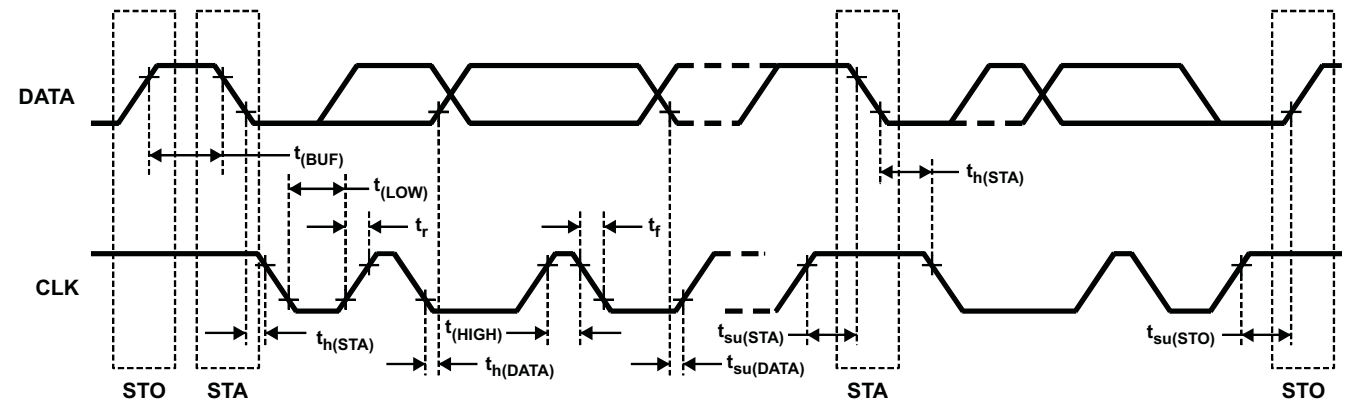 DATA
t(BUF)
t(LOW)
th(STA)
tr
tf
CLK
th(STA)
t(HIGH)
tsu(STA)
tsu(STO)
th(DATA)
tsu(DATA)
STO
STA
STA
STO